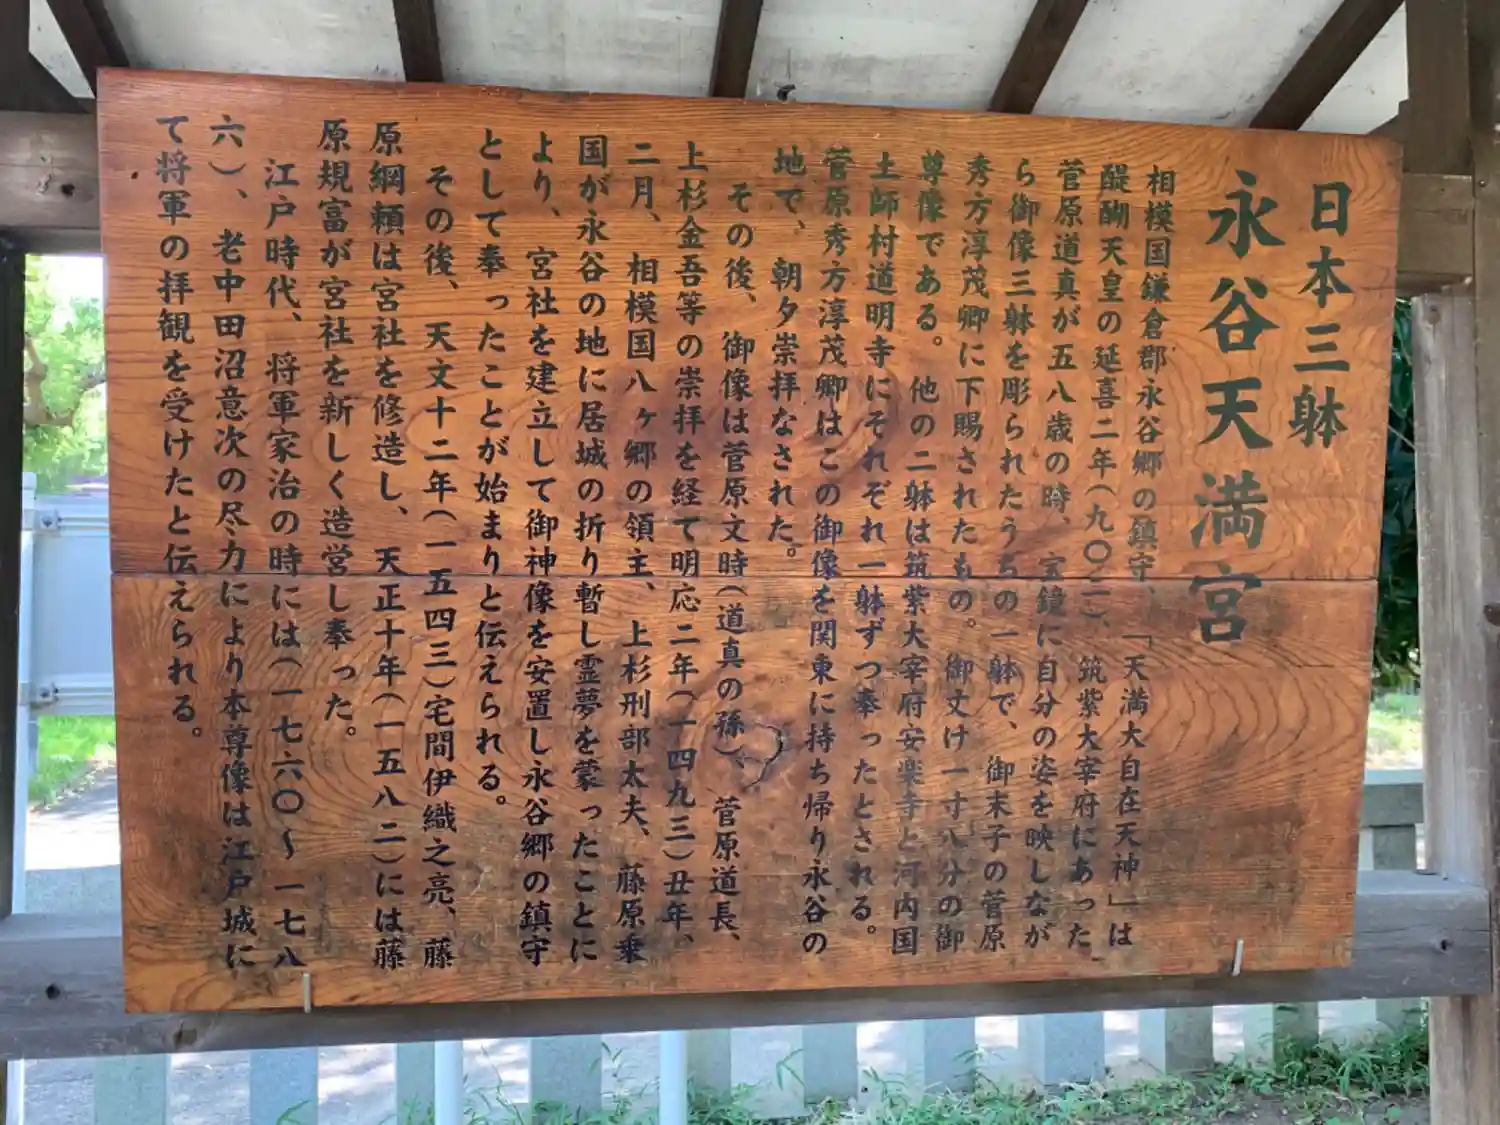 日本三躰
永谷天満宮
相模国鎌倉郡永谷郷の鎮守、「天満大自在天神」は
醍醐天皇の延喜二年(九〇二)、筑紫大宰府にあった
菅原道真が五八歳の時、宝鏡に自分の姿を映しなが
ら御像三躰を彫られたうちの一躰で、御末子の菅原
秀方淳茂卿に下賜されたもの。御丈け一寸八分の御
尊像である。他の二躰は筑紫大宰府安楽寺と河内国
土師村道明寺にそれぞれ一躰ずつ奉ったとされる。
菅原秀方淳茂卿はこの御像を関東に持ち帰り永谷の
地で、朝夕崇拝なされた。
その後、御像は菅原文時(道真の孫)、菅原道長、
上杉金吾等の崇拝を経て明応二年(一四九三)丑年、
二月、相模国八ヶ郷の領主、上杉刑部太夫、藤原乗
国が永谷の地に居城の折り暫し霊夢を蒙ったことに
より、宮社を建立して御神像を安置し永谷郷の鎮守
として奉ったことが始まりと伝えられる。
その後、天文十二年(一五四三)宅間伊織之亮、藤
原綱頼は宮社を修造し、天正十年(一五八二)には藤
原規富が宮社を新しく造営し奉った。
江戸時代、将軍家治の時には(一七六〇〜一七八
六)、老中田沼意次の尽力により本尊像は江戸城に
て将軍の拝観を受けたと伝えられる。